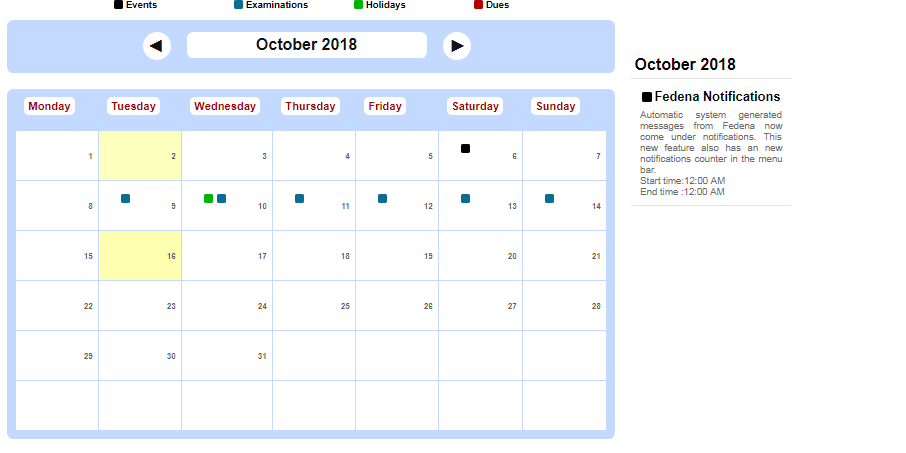 Events Examinations Holidays Dues
October 2018
Monday Tuesday Wednesday Thursday Friday Saturday Sunday
1 2 3 4 5 6 7
8 9 10 11 12 13 14
15 16 17 18 19 20 21
22 23 24 25 26 27 28
29 30 31
October 2018
Fedena Notifications
Automatic system generated
messages from Fedena now
come under notifications. This
new feature also has an new
notifications counter in the menu
bar.
Start time:12:00 AM
End time :12:00 AM